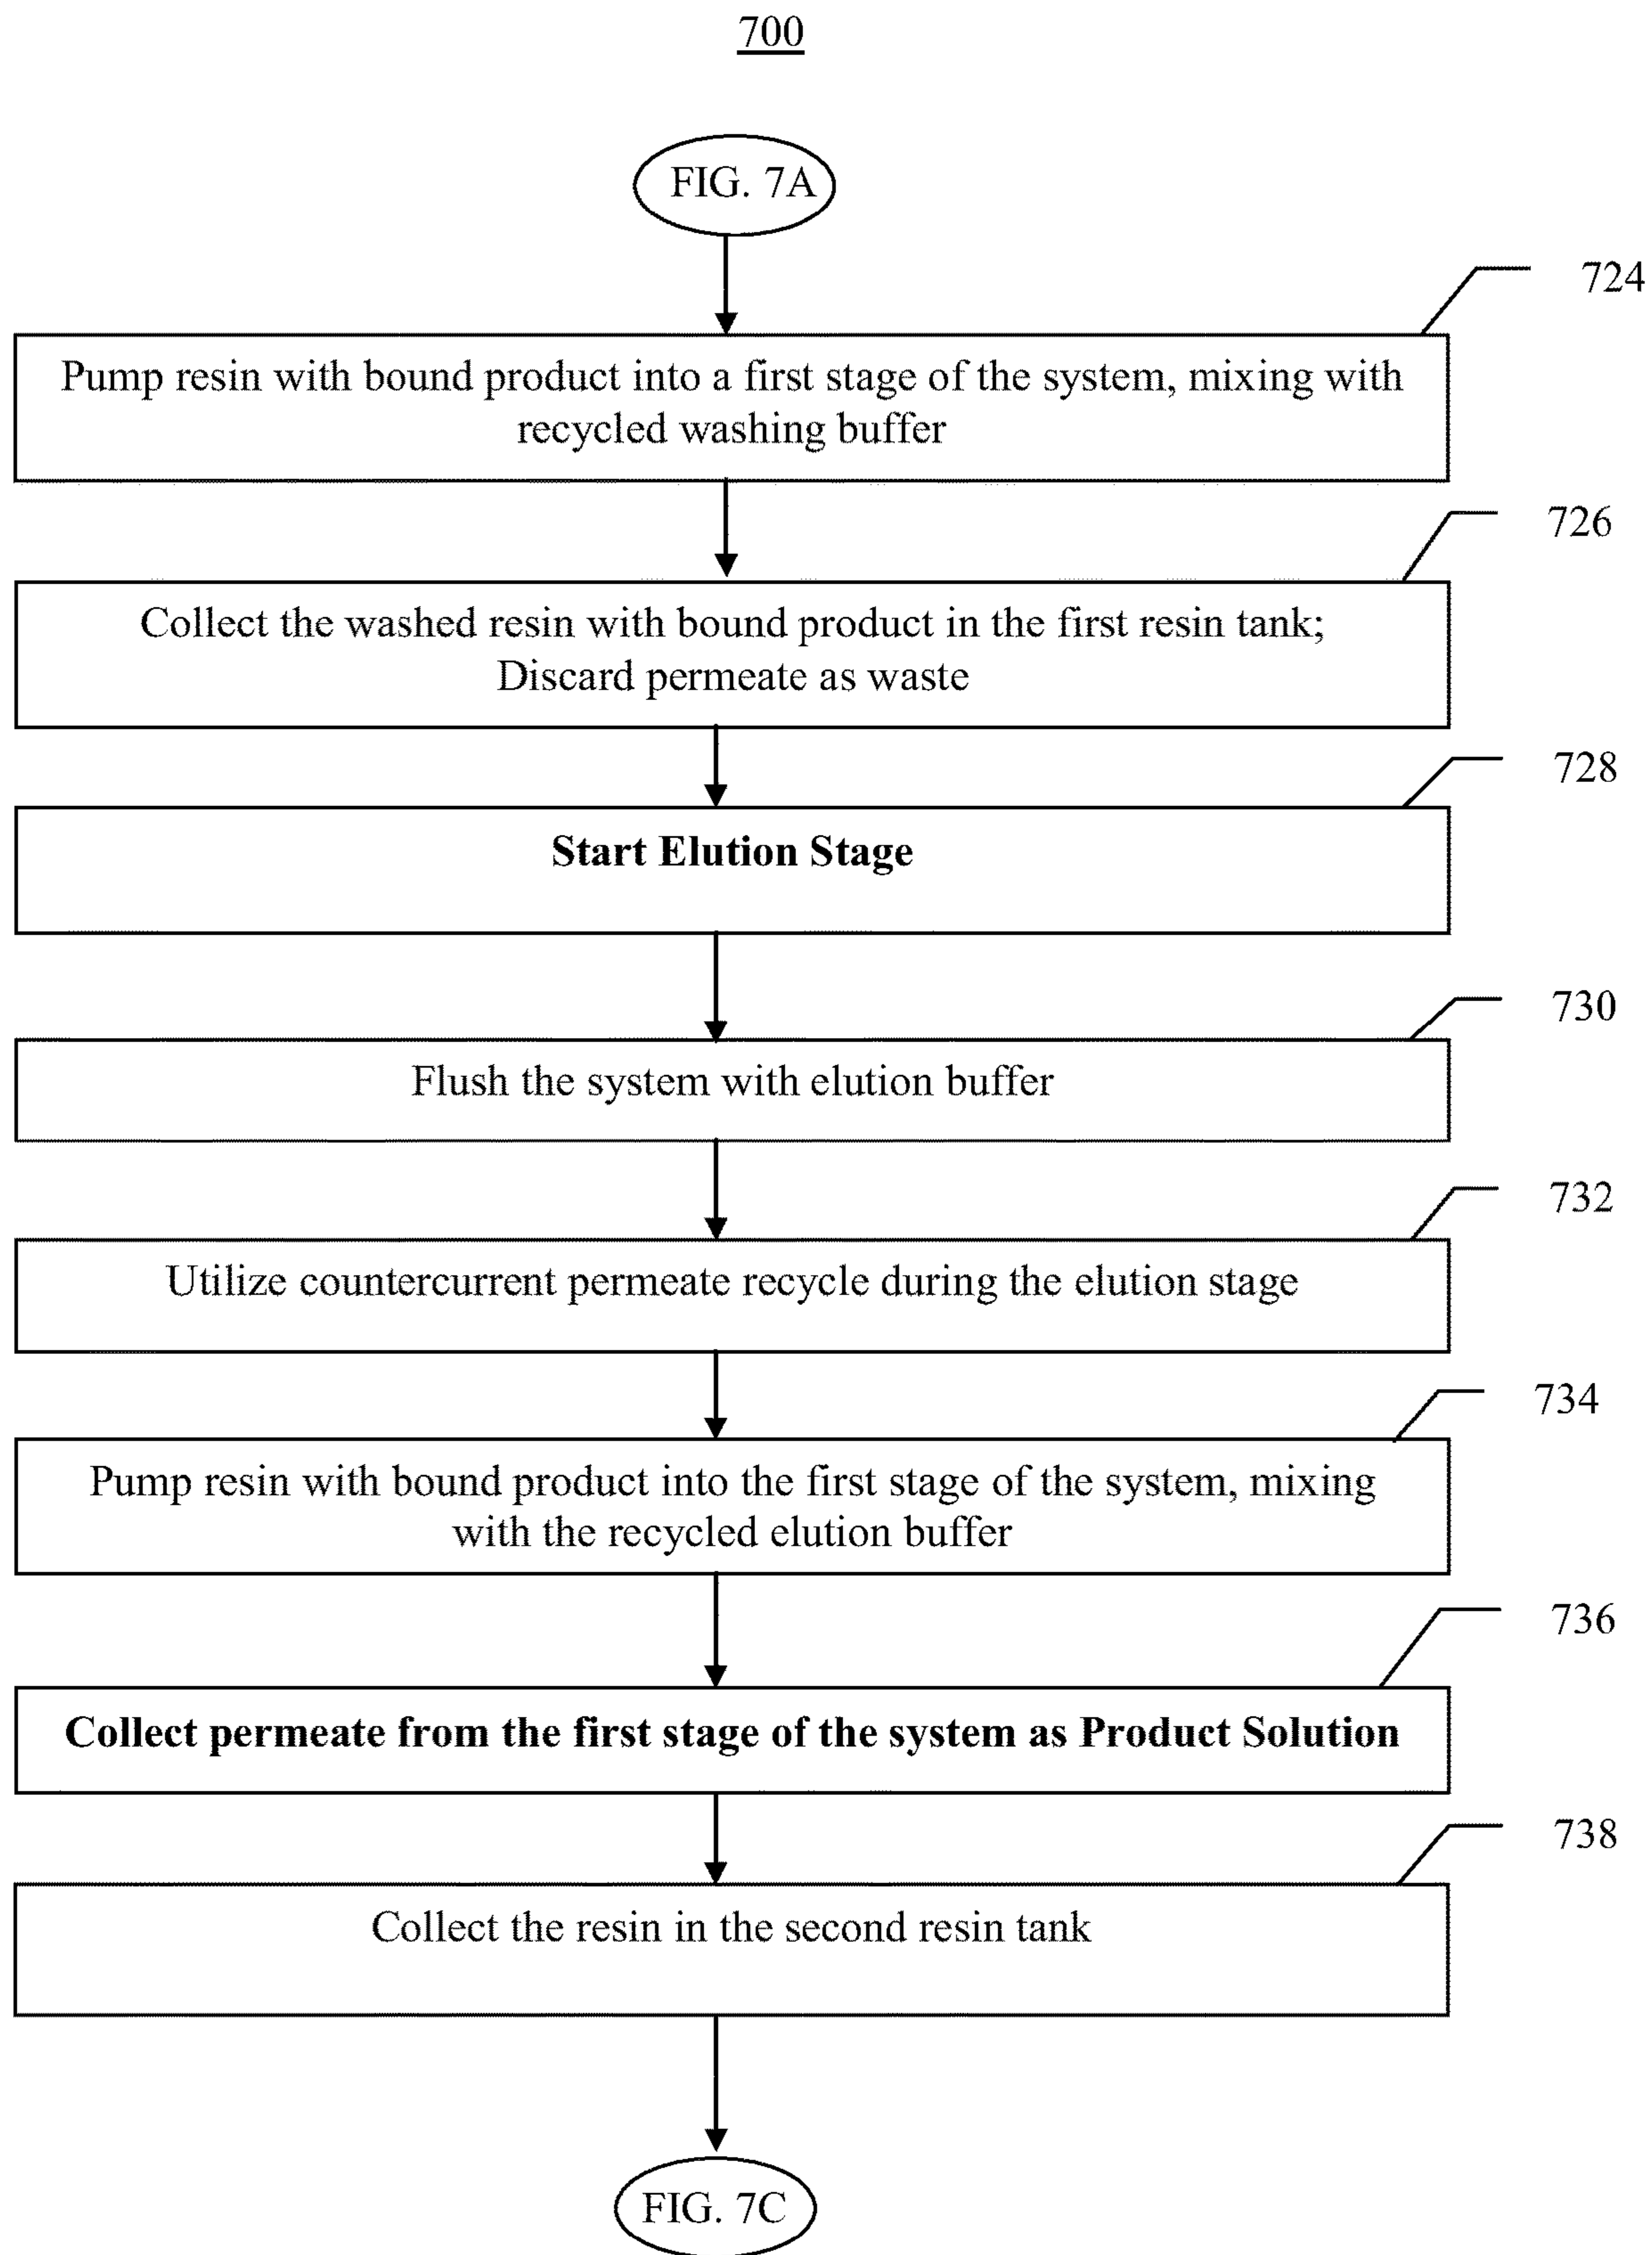 700
FIG. 7A
724
Pump resin with bound product into a first stage of the system, mixing with
recycled washing buffer
726
Collect the washed resin with bound product in the first resin tank;
Discard permeate as waste
728
Start Elution Stage
730
Flush the system with elution buffer
732
Utilize countercurrent permeate recycle during the elution stage
734
Pump resin with bound product into the first stage of the system, mixing
with the recycled elution buffer
736
Collect permeate from the first stage of the system as Product Solution
738
Collect the resin in the second resin tank
FIG. 7C